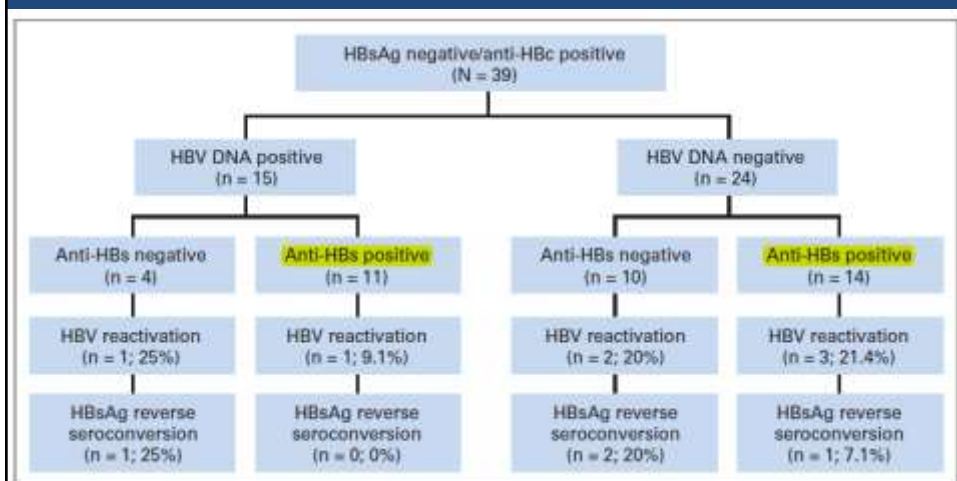 HBsAg negative/anti-HBc positive
(N = 39)
HBV DNA positive
(n = 15)
HBV DNA negative
(n = 24)
Anti-HBs negative
(n = 4)
Anti-HBs positive
(n = 11)
Anti-HBs negative
(n = 10)
Anti-HBs positive
(n = 14)
HBV reactivation
(n = 1; 25%)
HBV reactivation
(n = 1; 9.1%)
HBV reactivation
(n = 2; 20%)
HBV reactivation
(n = 3; 21.4%)
HBsAg reverse
seroconversion
(n = 1; 25%)
HBsAg reverse
seroconversion
(n = 0; 0%)
HBsAg reverse
seroconversion
(n = 2; 20%)
HBsAg reverse
seroconversion
(n = 1; 7.1%)